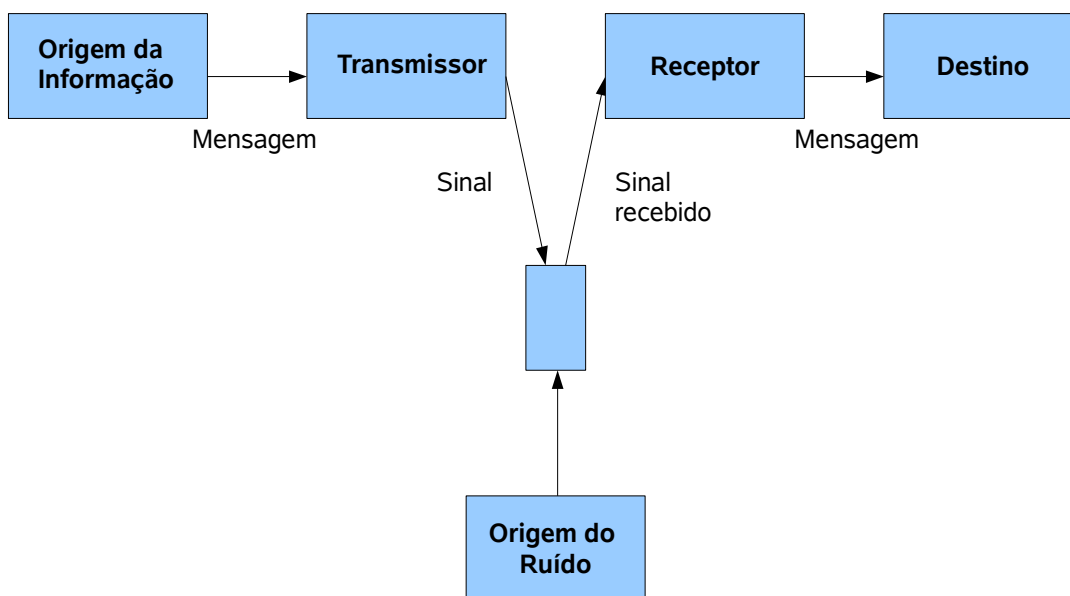 Origem da
Informação
Transmissor
Receptor
Destino
Mensagem
Mensagem
Sinal
Sinal
recebido
Origem do
Ruído